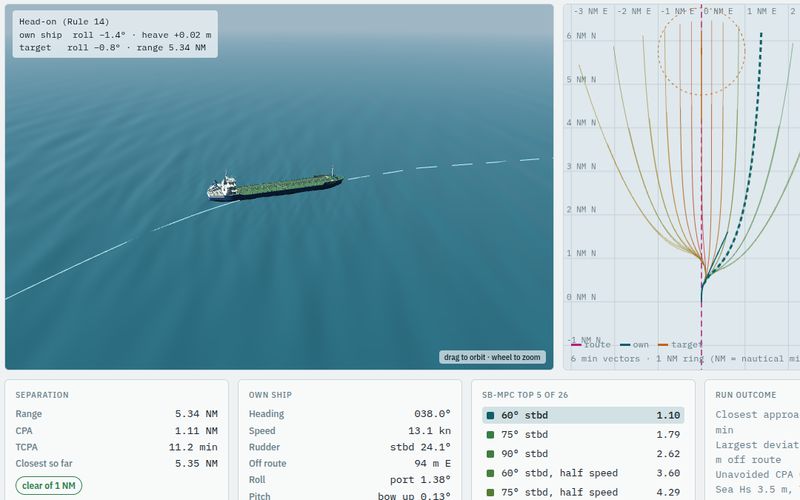 Head-on (Rule 14)
own ship roll −1.4° · heave +0.02 m
target roll −0.8° · range 5.34 NM
drag to orbit · wheel to zoom
-3 NM E -2 NM E -1 NM E 0 NM E 1 NM E 2
6 NM N
5 NM N
4 NM N
3 NM N
2 NM N
1 NM N
0 NM N
-1 NM N
route own target
6 min vectors · 1 NM ring (NM = nautical mi
SEPARATION
Range 5.34 NM
CPA 1.11 NM
TCPA 11.2 min
Closest so far 5.35 NM
clear of 1 NM
OWN SHIP
Heading 038.0°
Speed 13.1 kn
Rudder stbd 24.1°
Off route 94 m E
Roll port 1.38°
Pitch bow up 0.13°
SB-MPC TOP 5 OF 26
60° stbd 1.10
75° stbd 1.79
90° stbd 2.62
60° stbd, half speed 3.60
75° stbd, half speed 4.29
RUN OUTCOME
Closest approa
min
Largest deviat
m off route
Unavoided CPA
Sea Hs 3.5 m,